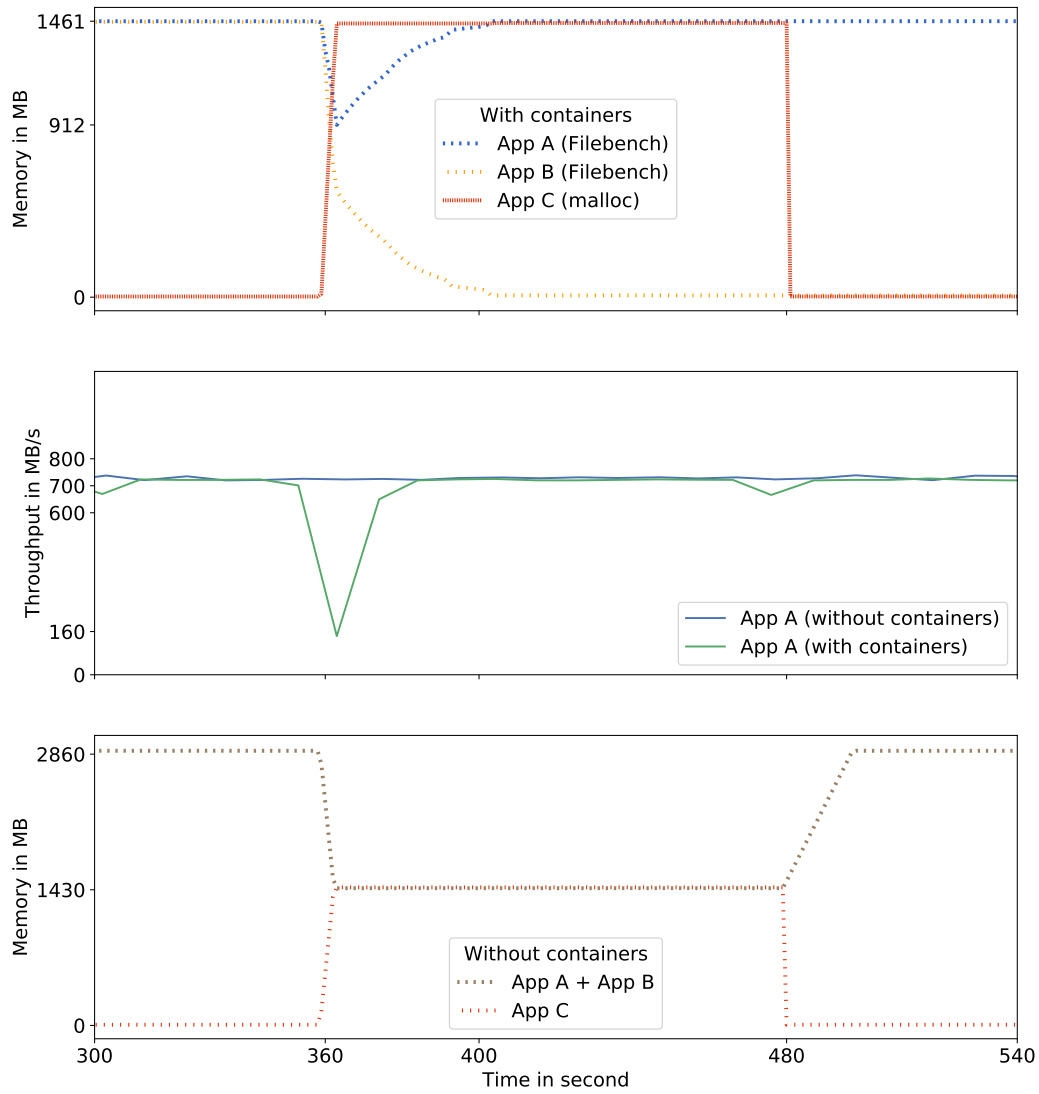 1461
912
0
Memory in MB
With containers
App A (Filebench)
App B (Filebench)
App C (malloc)
800
700
600
160
0
Throughput in MB/s
App A (without containers)
App A (with containers)
2860
1430
0
Memory in MB
Without containers
App A + App B
App C
300 360 400 480 540
Time in second